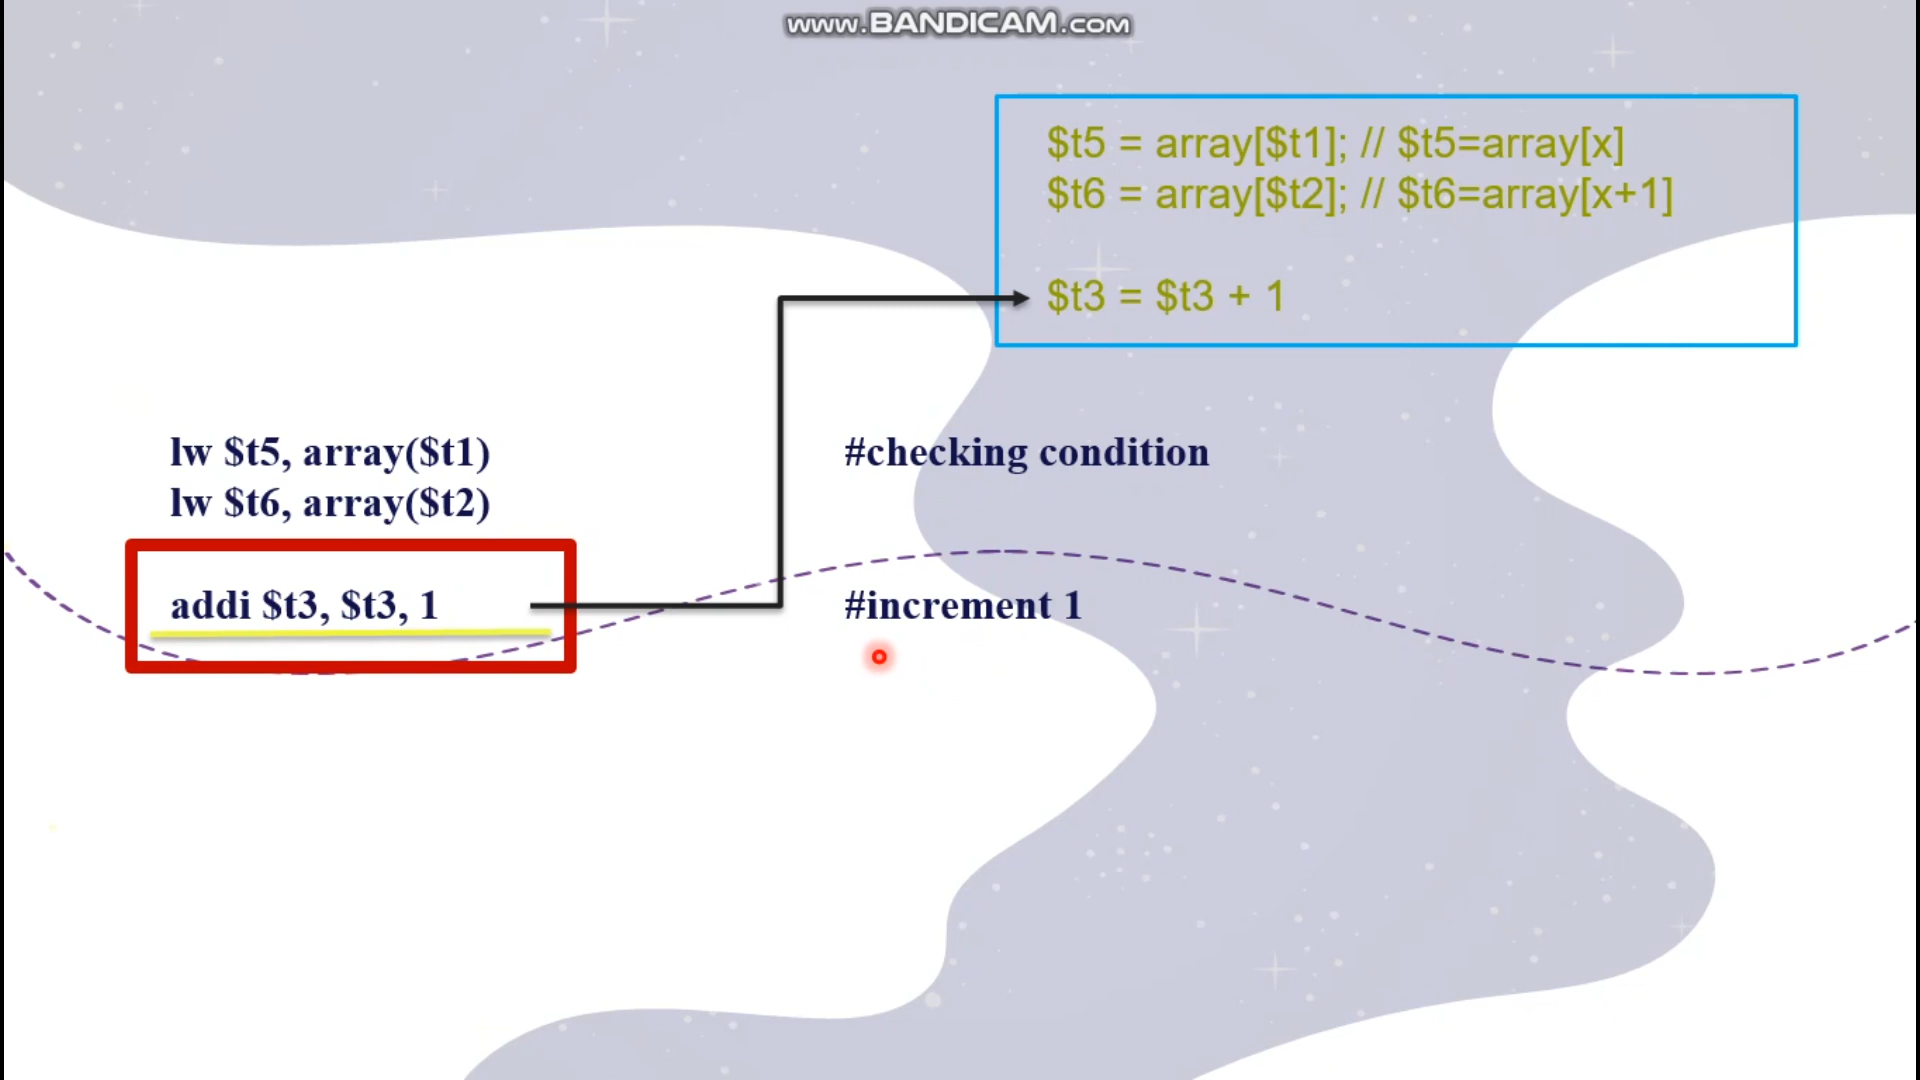 www.BANDICAM.com
$t5 = array[$t1]; // $t5=array[x]
$t6 = array[$t2]; // $t6=array[x+1]
$t3 = $t3 + 1
lw $t5, array($t1) #checking condition
lw $t6, array($t2)
addi $t3, $t3, 1 #increment 1